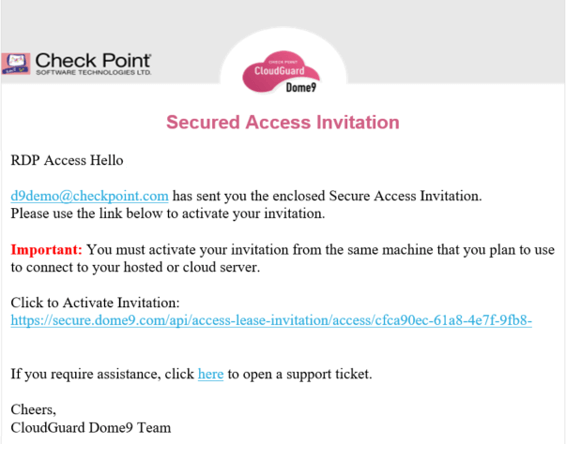 Check Point
SOFTWARE TECHNOLOGIES LTD.
CHECK POINT
CloudGuard
Dome9
Secured Access Invitation
RDP Access Hello
d9demo@checkpoint.com has sent you the enclosed Secure Access Invitation.
Please use the link below to activate your invitation.
Important: You must activate your invitation from the same machine that you plan to use
to connect to your hosted or cloud server.
Click to Activate Invitation:
https://secure.dome9.com/api/access-lease-invitation/access/cfca90ec-61a8-4e7f-9fb8-
If you require assistance, click here to open a support ticket.
Cheers,
CloudGuard Dome9 Team